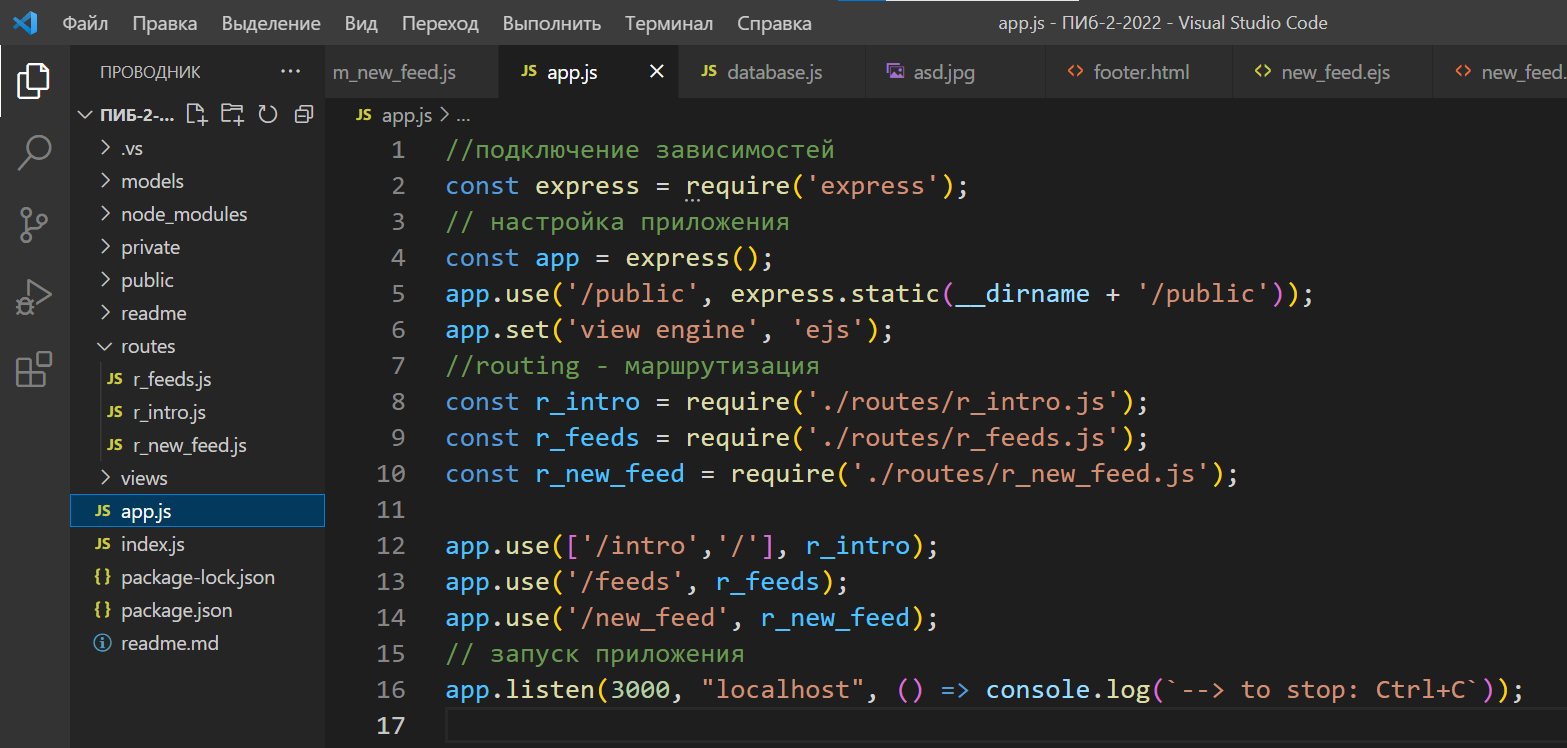 Файл Правка Выделение Вид Переход Выполнить Терминал Справка app.js - ПИб-2-2022 - Visual Studio Code
ПРОВОДНИК ...
m_new_feed.js JS app.js × JS database.js asd.jpg <> footer.html <> new_feed.ejs <> new_feed.
ПИБ-2-...
.vs
models
node_modules
private
public
readme
routes
JS r_feeds.js
JS r_intro.js
JS r_new_feed.js
views
JS app.js
JS index.js
{} package-lock.json
{} package.json
readme.md
JS app.js > ...
1 //подключение зависимостей
2 const express = require('express');
3 // настройка приложения
4 const app = express();
5 app.use('/public', express.static(__dirname + '/public'));
6 app.set('view engine', 'ejs');
7 //routing - маршрутизация
8 const r_intro = require('./routes/r_intro.js');
9 const r_feeds = require('./routes/r_feeds.js');
10 const r_new_feed = require('./routes/r_new_feed.js');
11
12 app.use(['/intro','/'], r_intro);
13 app.use('/feeds', r_feeds);
14 app.use('/new_feed', r_new_feed);
15 // запуск приложения
16 app.listen(3000, "localhost", () => console.log(`--> to stop: Ctrl+C`));
17